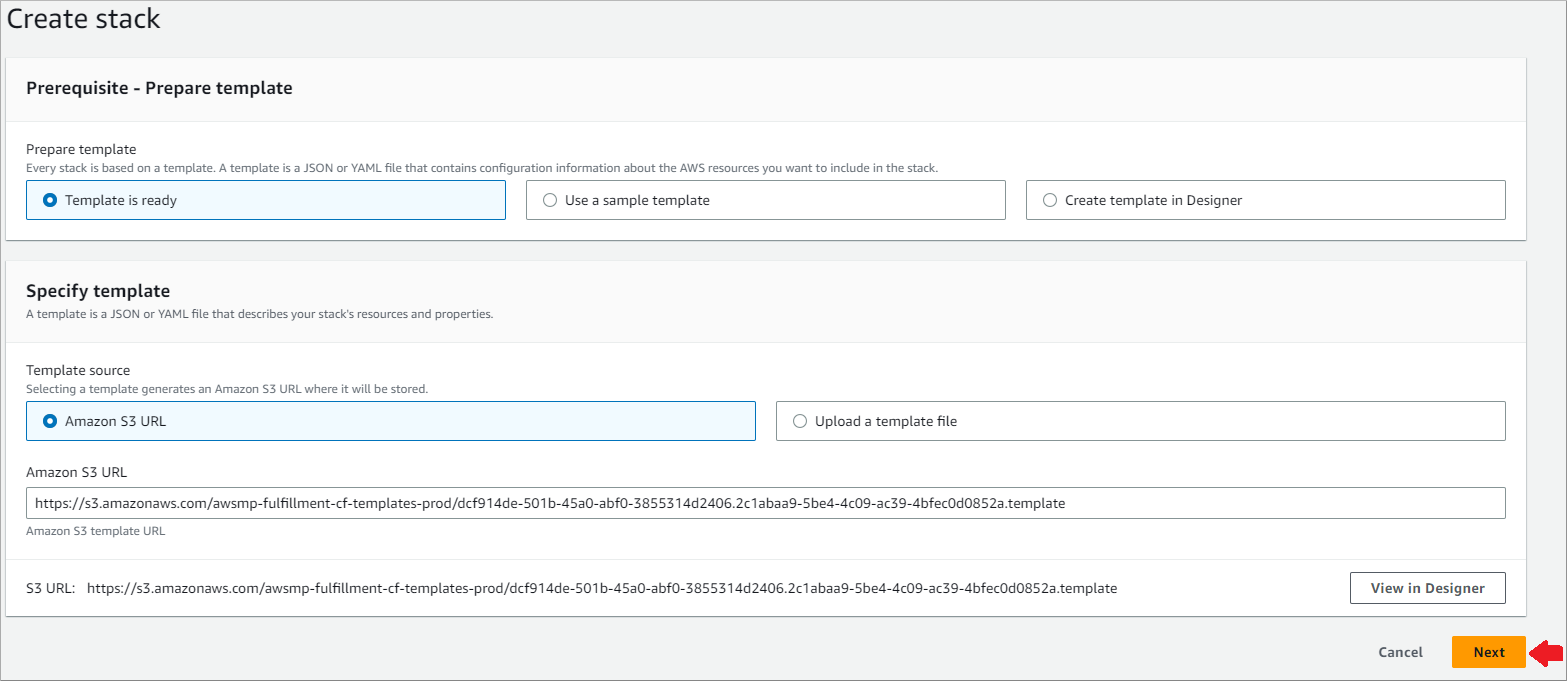 Create stack
Prerequisite - Prepare template
Prepare template
Every stack is based on a template. A template is a JSON or YAML file that contains configuration information about the AWS resources you want to include in the stack.
Template is ready
Use a sample template
Create template in Designer
Specify template
A template is a JSON or YAML file that describes your stack's resources and properties.
Template source
Selecting a template generates an Amazon S3 URL where it will be stored.
Amazon S3 URL
Upload a template file
Amazon S3 URL
https://s3.amazonaws.com/awsmp-fulfillment-cf-templates-prod/dcf914de-501b-45a0-abf0-3855314d2406.2c1abaa9-5be4-4c09-ac39-4bfec0d0852a.template
Amazon S3 template URL
S3 URL: https://s3.amazonaws.com/awsmp-fulfillment-cf-templates-prod/dcf914de-501b-45a0-abf0-3855314d2406.2c1abaa9-5be4-4c09-ac39-4bfec0d0852a.template
View in Designer
Cancel
Next